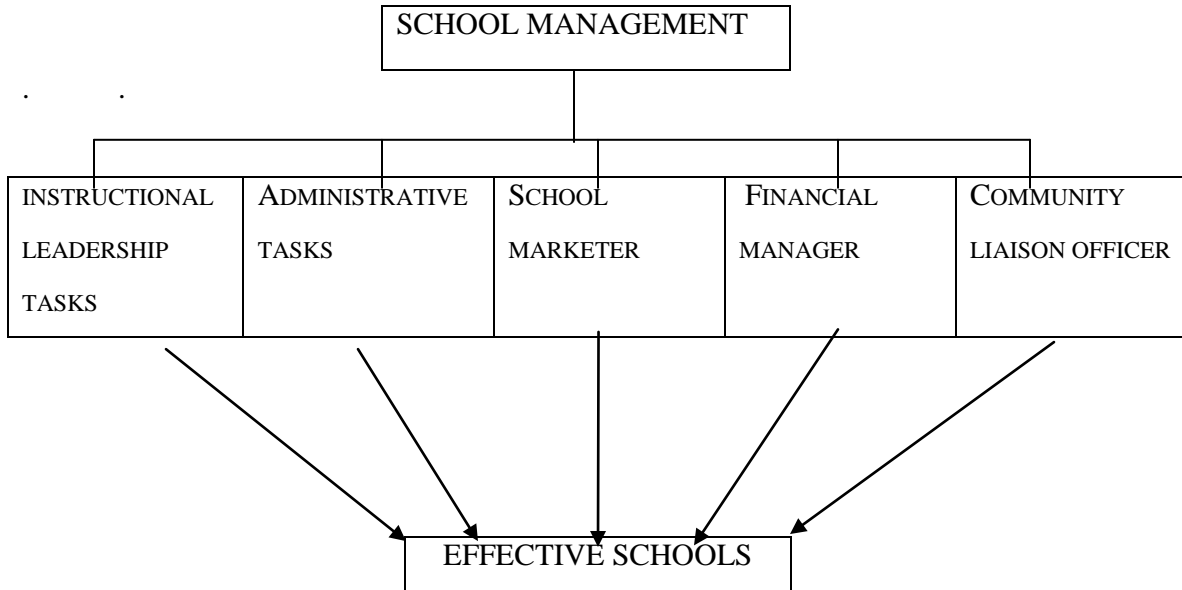 SCHOOL MANAGEMENT
. .
INSTRUCTIONAL
LEADERSHIP
TASKS
ADMINISTRATIVE
TASKS
SCHOOL
MARKETER
FINANCIAL
MANAGER
COMMUNITY
LIAISON OFFICER
EFFECTIVE SCHOOLS